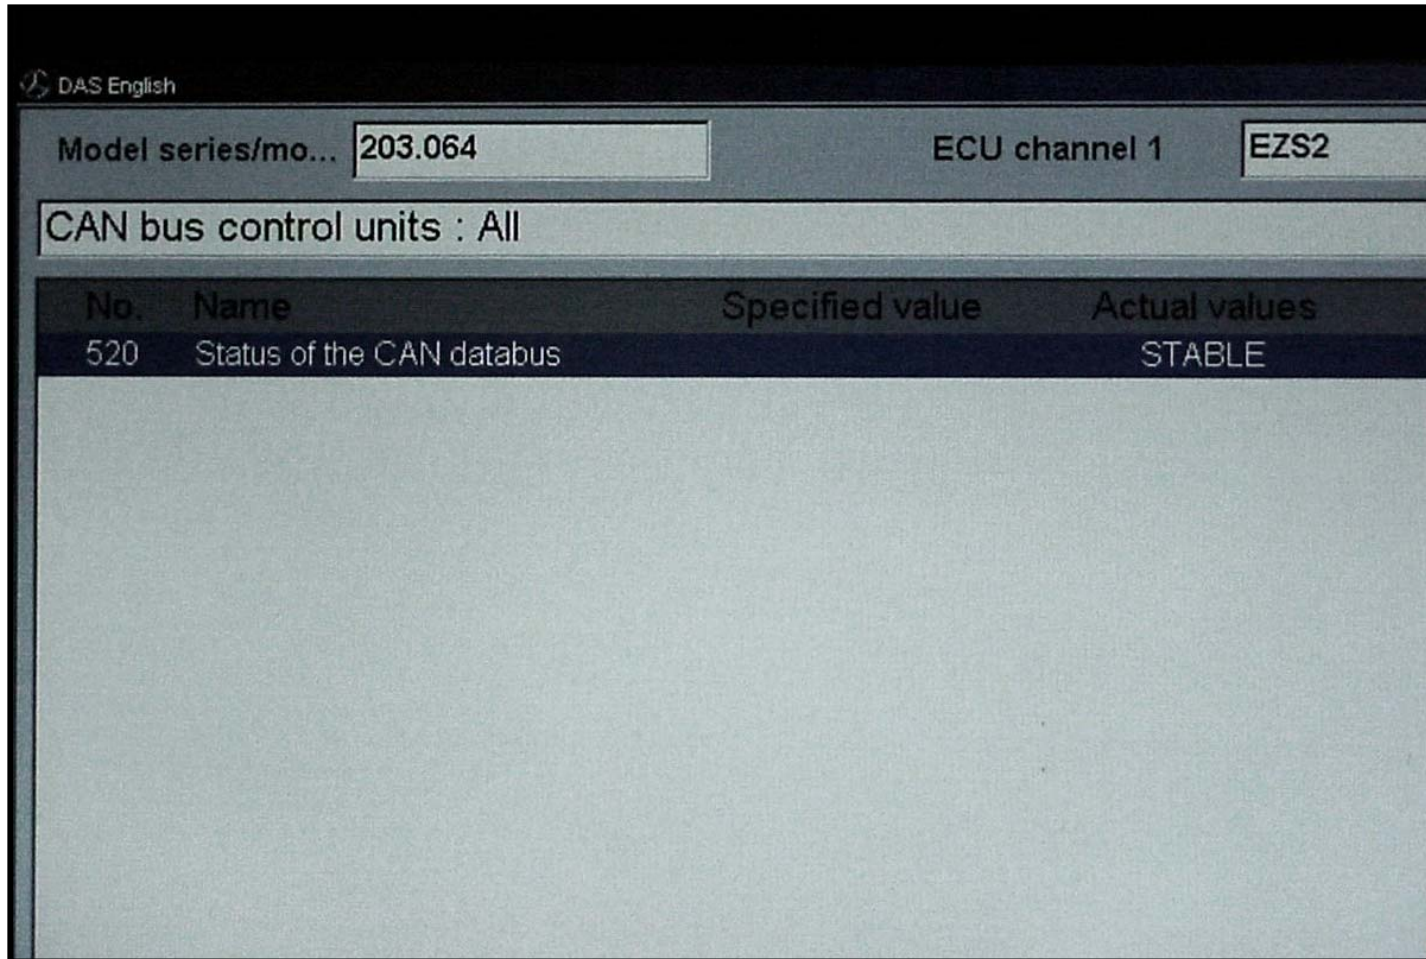 DAS English
Model series/mo... 203.064 ECU channel 1 EZS2
CAN bus control units : All
No. Name Specified value Actual values
520 Status of the CAN databus STABLE